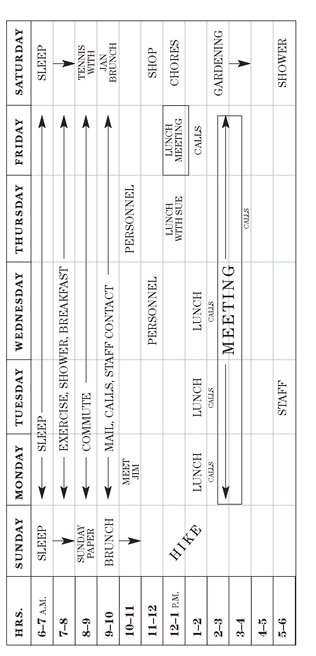 HRS. SUNDAY MONDAY TUESDAY WEDNESDAY THURSDAY FRIDAY SATURDAY
6–7 A.M. SLEEP SLEEP SLEEP
7–8 EXERCISE, SHOWER, BREAKFAST
8–9 SUNDAY PAPER COMMUTE TENNIS WITH
9–10 BRUNCH MAIL, CALLS, STAFF CONTACT JAN BRUNCH
10–11 MEET JIM PERSONNEL
11–12 PERSONNEL SHOP
12–1 P.M. HIKE LUNCH WITH SUE LUNCH MEETING CHORES
1–2 LUNCH CALLS LUNCH CALLS LUNCH CALLS CALLS
2–3 MEETING GARDENING
3–4 CALLS
4–5
5–6 STAFF SHOWER